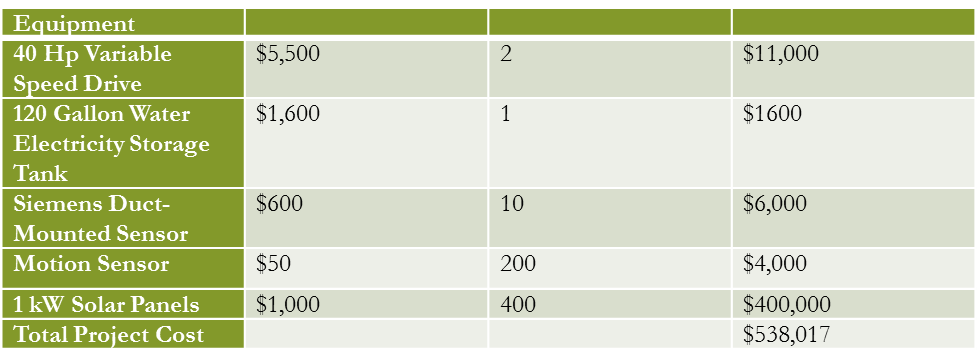 Equipment
40 Hp Variable Speed Drive $5,500 2 $11,000
120 Gallon Water Electricity Storage Tank $1,600 1 $1600
Siemens Duct-Mounted Sensor $600 10 $6,000
Motion Sensor $50 200 $4,000
1 kW Solar Panels $1,000 400 $400,000
Total Project Cost $538,017